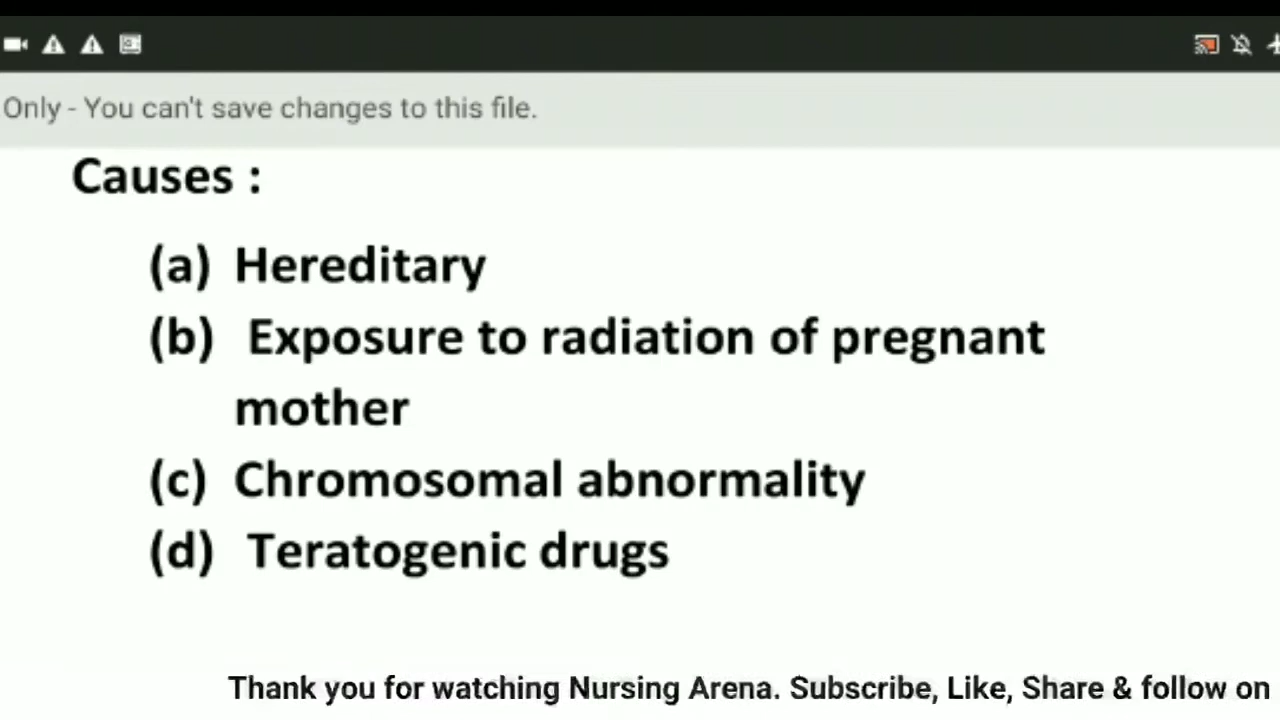 Only - You can't save changes to this file.
Causes :
(a) Hereditary
(b) Exposure to radiation of pregnant
mother
(c) Chromosomal abnormality
(d) Teratogenic drugs
Thank you for watching Nursing Arena. Subscribe, Like, Share & follow on